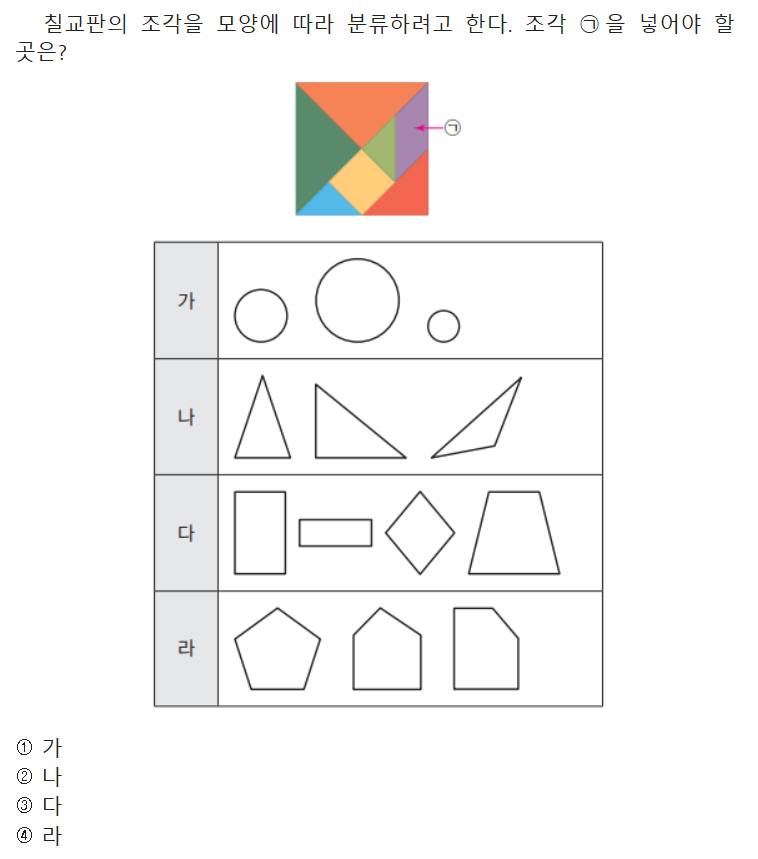 칠교판의 조각을 모양에 따라 분류하려고 한다. 조각 ㉠을 넣어야 할
곳은?
㉠
가
나
다
라
① 가
② 나
③ 다
④ 라